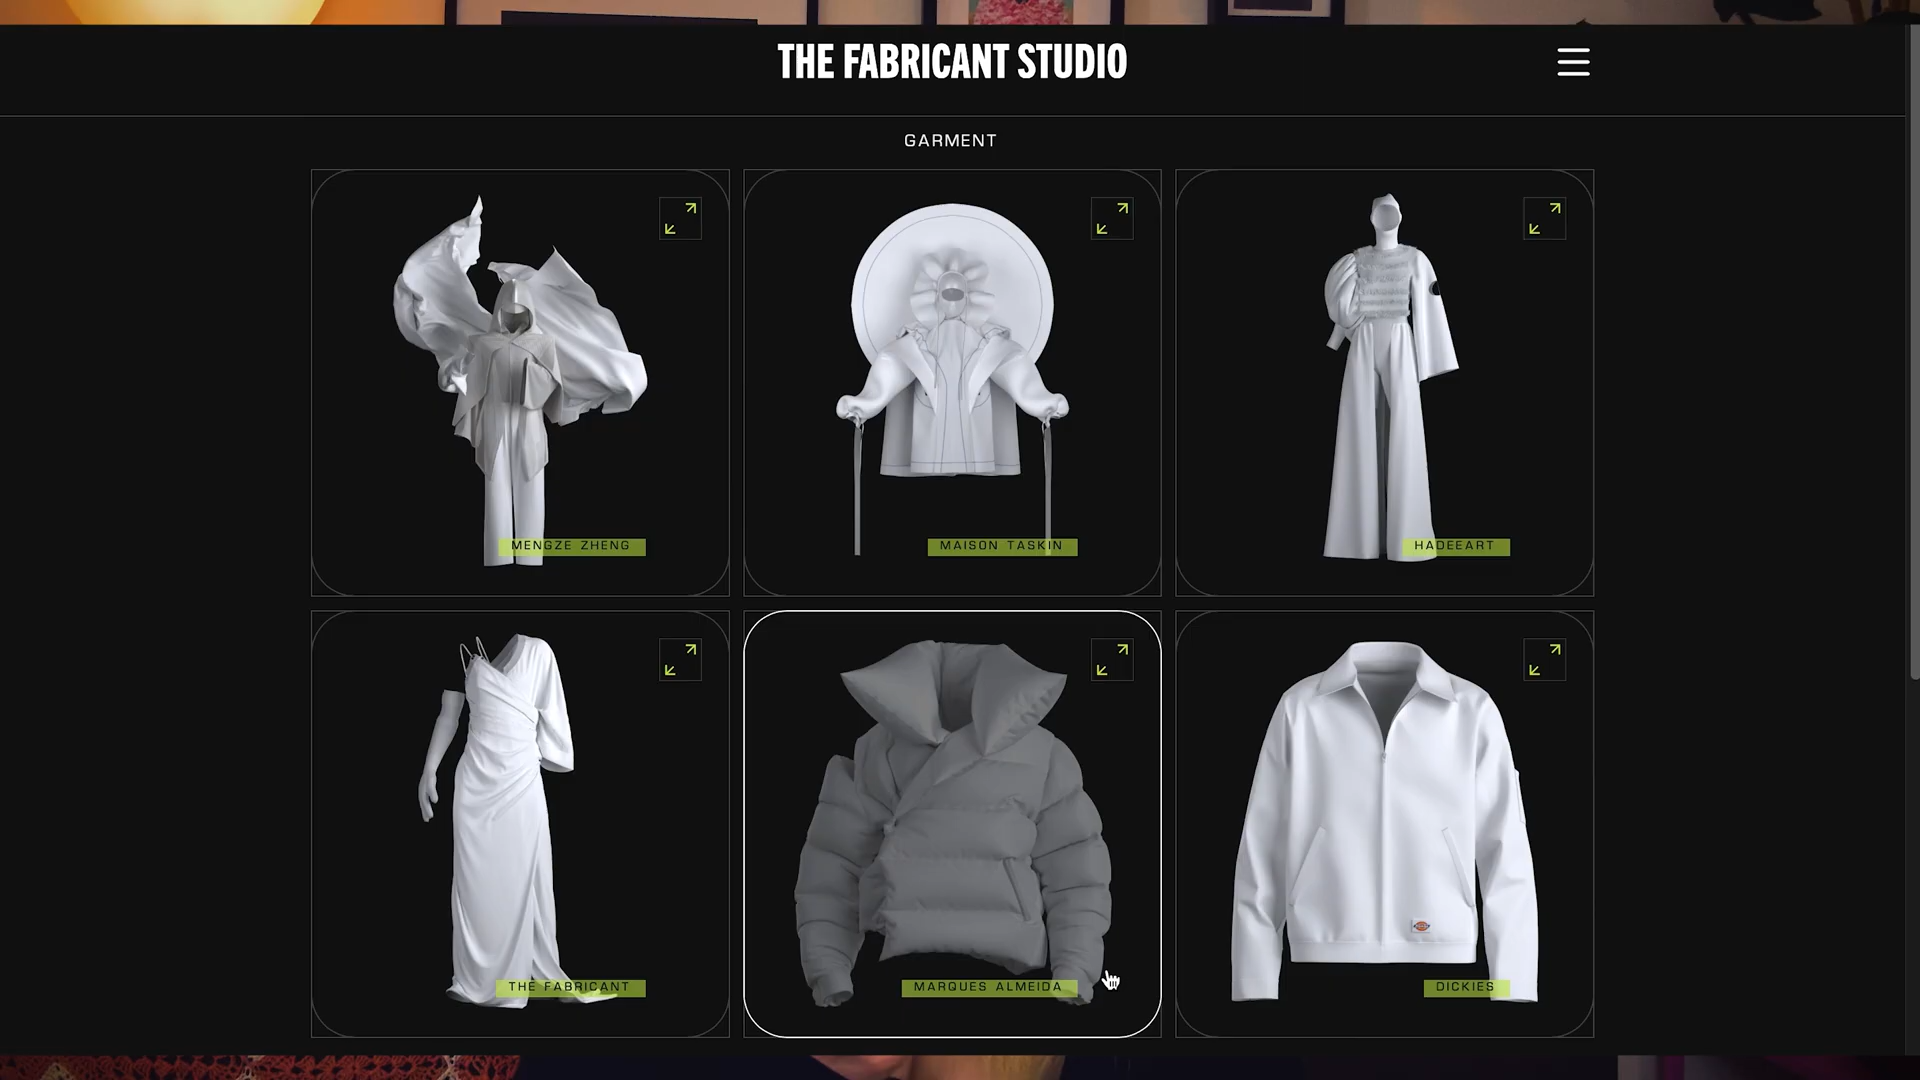 THE FABRICANT STUDIO
GARMENT
MENGZE ZHENG
MAISON TASKIN
HADEEART
THE FABRICANT
MARQUES ALMEIDA
DICKIES